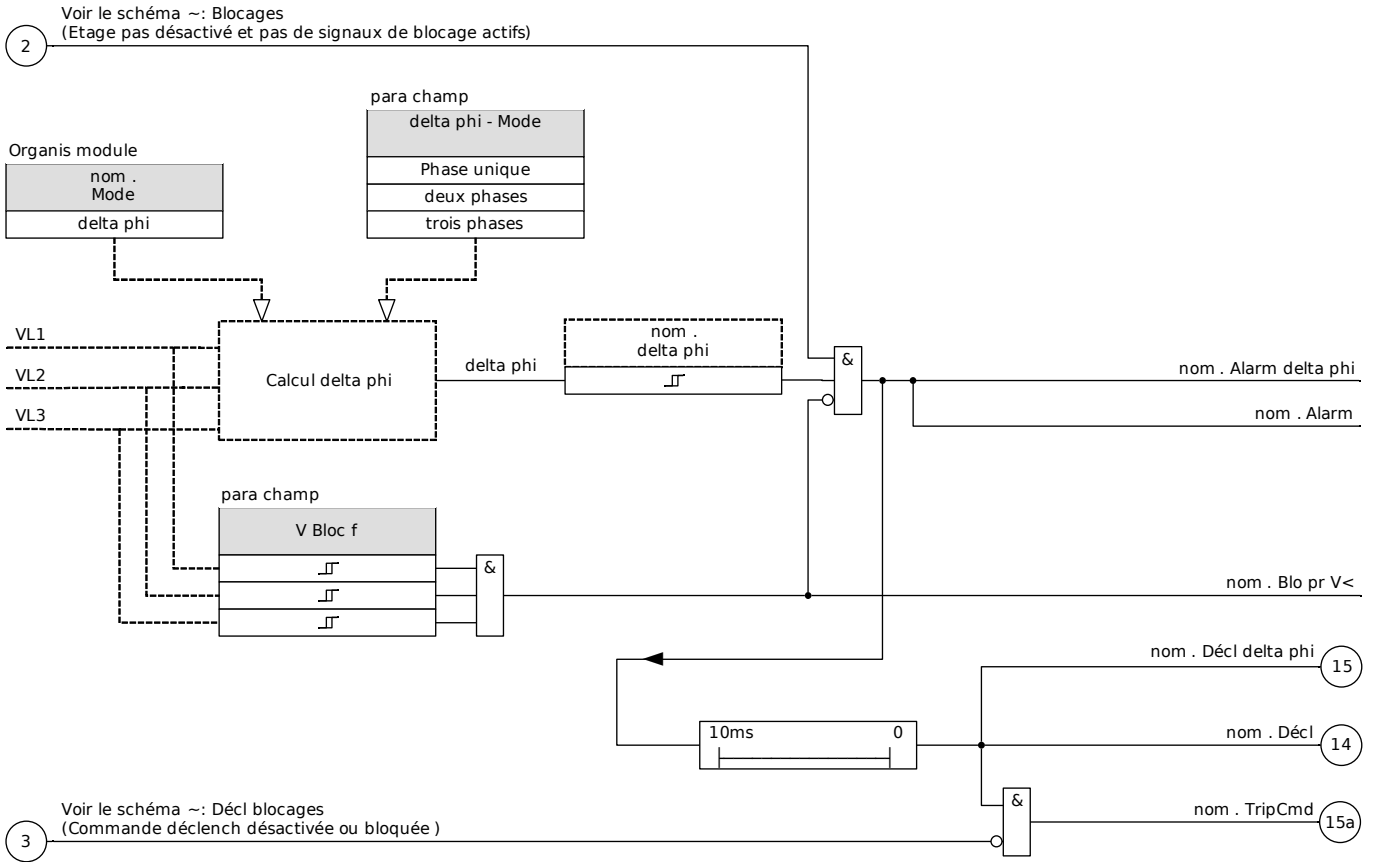 Voir le schéma ~: Blocages
(Etage pas désactivé et pas de signaux de blocage actifs)
2
para champ
delta phi - Mode
Phase unique
deux phases
trois phases
Organis module
nom .
Mode
delta phi
VL1
VL2
VL3
Calcul delta phi
delta phi
nom .
delta phi
&
nom . Alarm delta phi
nom . Alarm
para champ
V Bloc f
&
nom . Blo pr V<
nom . Décl delta phi
15
10ms 0
nom . Décl
14
Voir le schéma ~: Décl blocages
(Commande déclench désactivée ou bloquée )
3
&
nom . TripCmd
15a